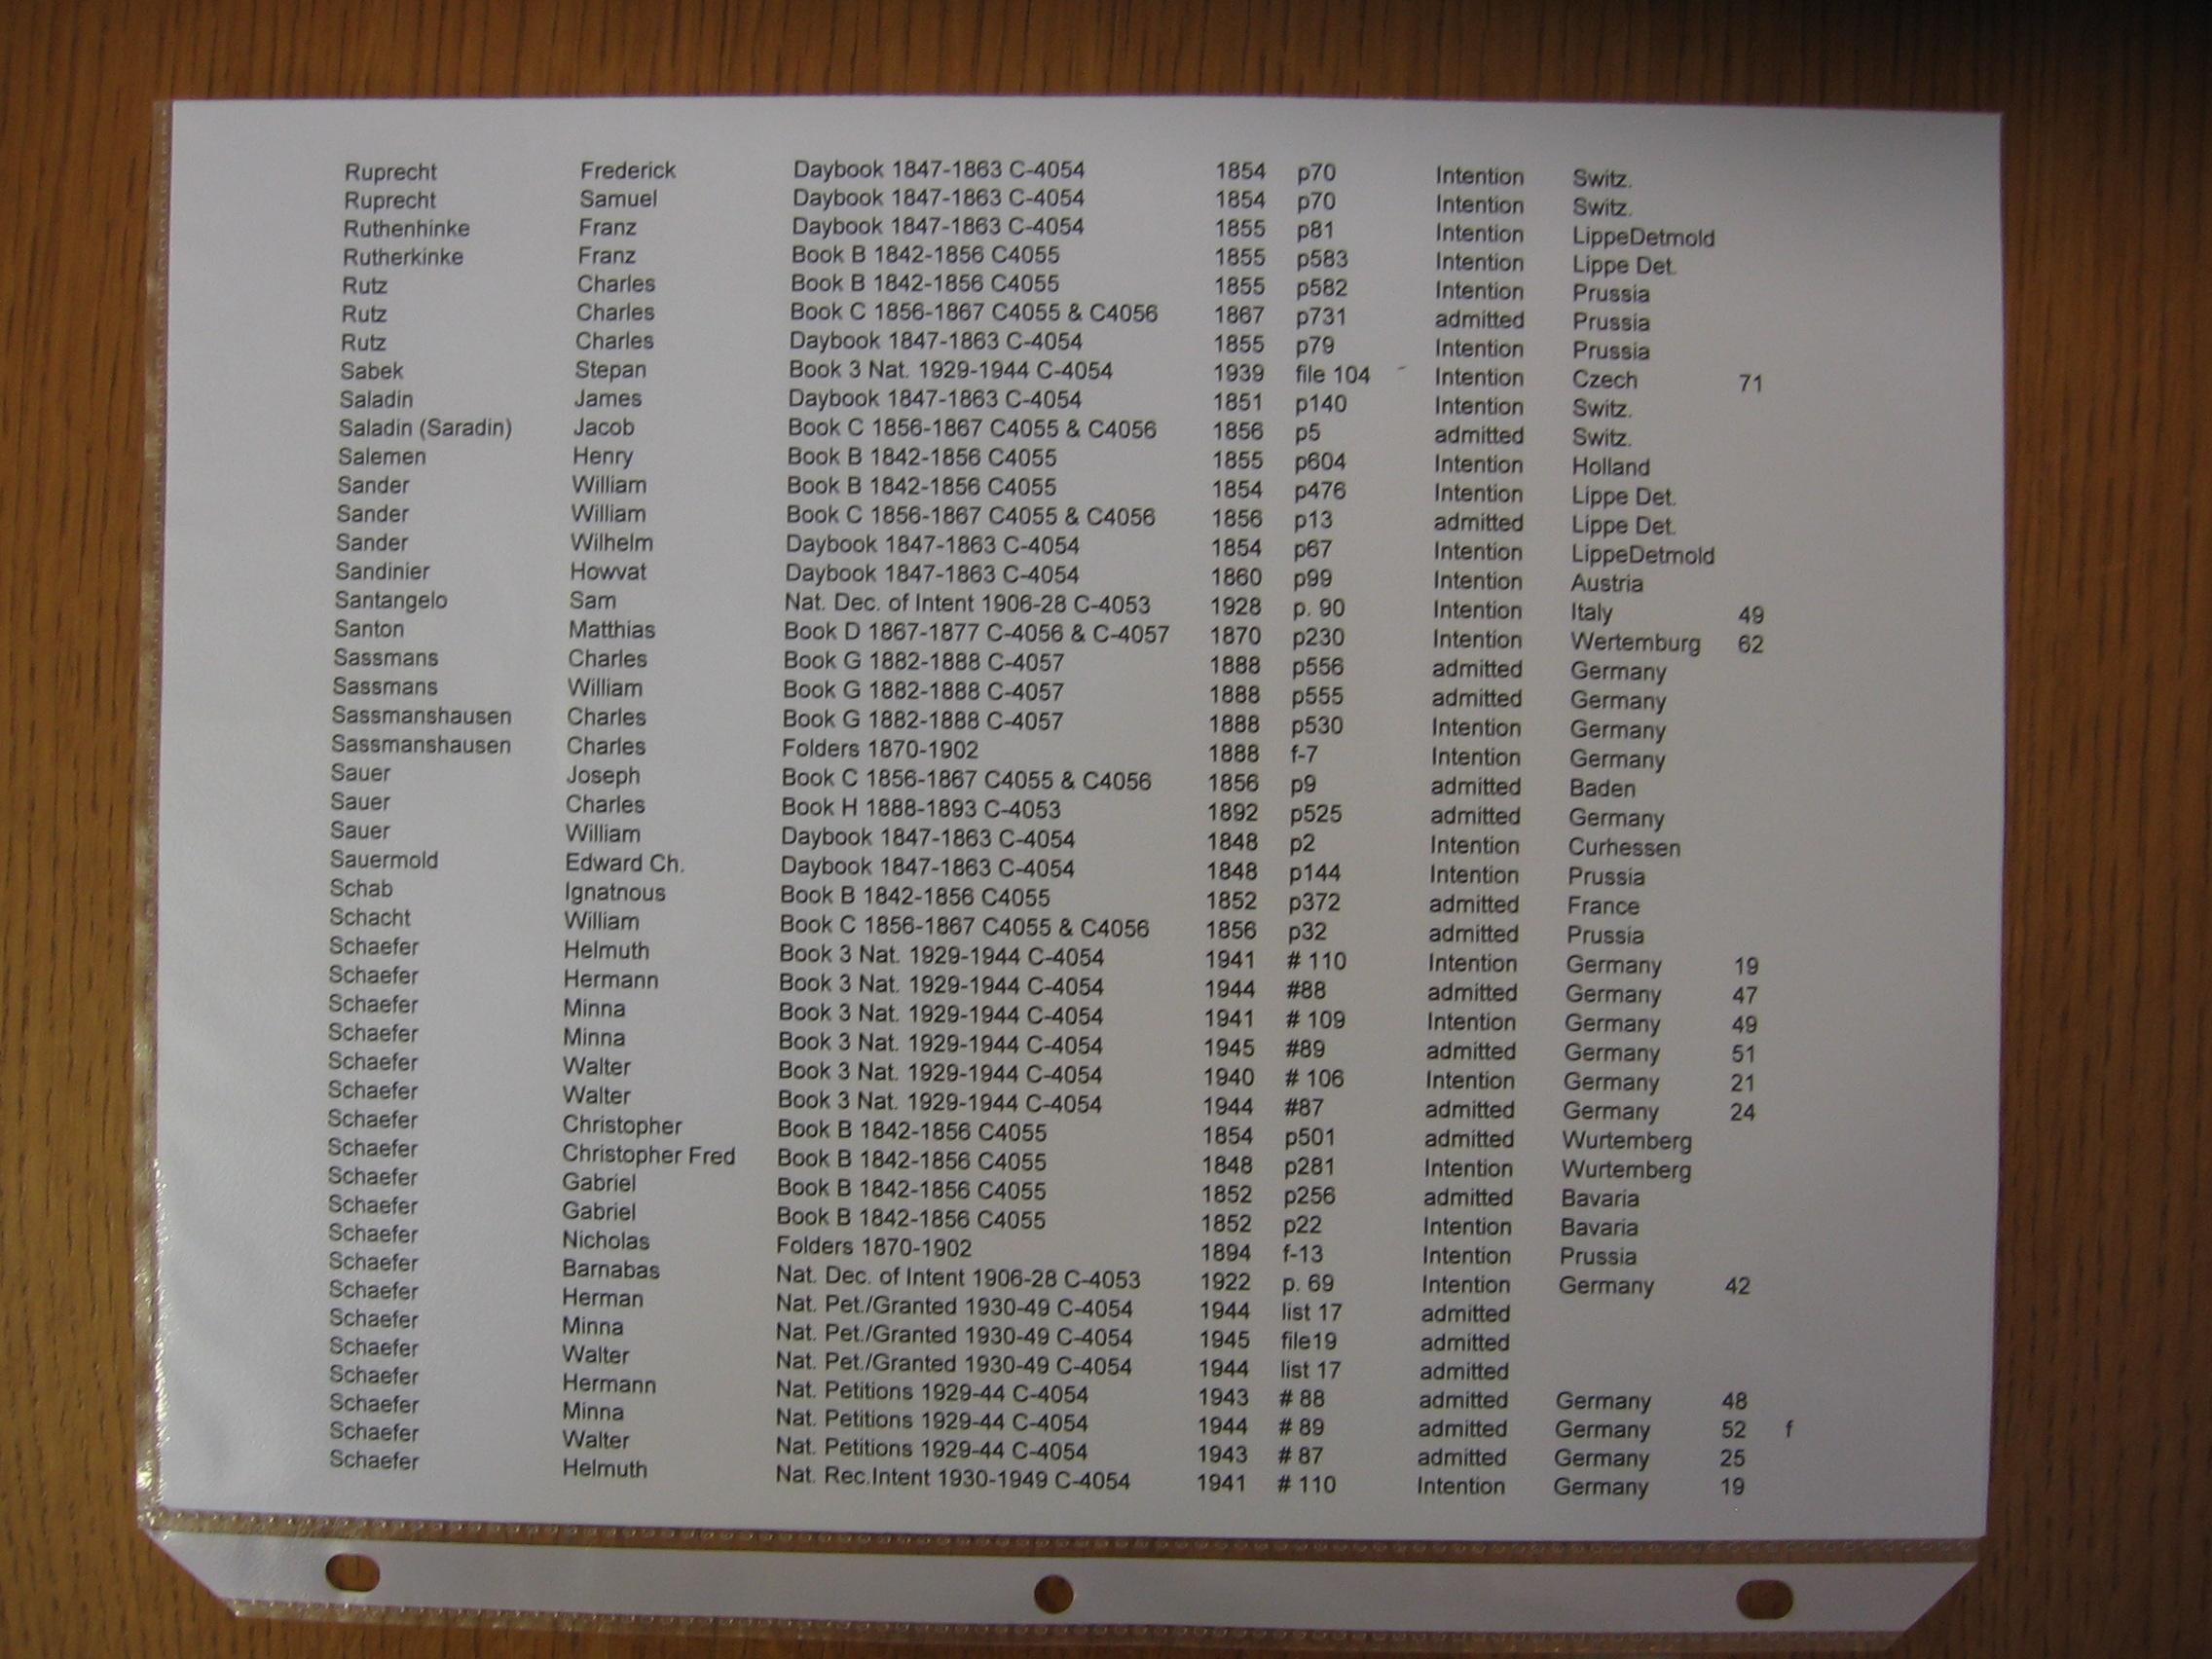 Ruprecht Frederick Daybook 1847-1863 C-4054 1854 p70 Intention Switz.
Ruprecht Samuel Daybook 1847-1863 C-4054 1854 p70 Intention Switz.
Ruthenhinke Franz Daybook 1847-1863 C-4054 1855 p81 Intention LippeDetmold
Rutherkinke Franz Book B 1842-1856 C4055 1855 p583 Intention Lippe Det.
Rutz Charles Book B 1842-1856 C4055 1855 p582 Intention Prussia
Rutz Charles Book C 1856-1867 C4055 & C4056 1867 p731 admitted Prussia
Rutz Charles Daybook 1847-1863 C-4054 1855 p79 Intention Prussia
Sabek Stepan Book 3 Nat. 1929-1944 C-4054 1939 file 104 Intention Czech 71
Saladin James Daybook 1847-1863 C-4054 1851 p140 Intention Switz.
Saladin (Saradin) Jacob Book C 1856-1867 C4055 & C4056 1856 p5 admitted Switz.
Salemen Henry Book B 1842-1856 C4055 1855 p604 Intention Holland
Sander William Book B 1842-1856 C4055 1854 p476 Intention Lippe Det.
Sander William Book C 1856-1867 C4055 & C4056 1856 p13 admitted Lippe Det.
Sander Wilhelm Daybook 1847-1863 C-4054 1854 p67 Intention LippeDetmold
Sandinier Howvat Daybook 1847-1863 C-4054 1860 p99 Intention Austria
Santangelo Sam Nat. Dec. of Intent 1906-28 C-4053 1928 p. 90 Intention Italy 49
Santon Matthias Book D 1867-1877 C-4056 & C-4057 1870 p230 Intention Wertemburg 62
Sassmans Charles Book G 1882-1888 C-4057 1888 p556 admitted Germany
Sassmans William Book G 1882-1888 C-4057 1888 p555 admitted Germany
Sassmanshausen Charles Book G 1882-1888 C-4057 1888 p530 Intention Germany
Sassmanshausen Charles Folders 1870-1902 1888 f-7 Intention Germany
Sauer Joseph Book C 1856-1867 C4055 & C4056 1856 p9 admitted Baden
Sauer Charles Book H 1888-1893 C-4053 1892 p525 admitted Germany
Sauer William Daybook 1847-1863 C-4054 1848 p2 Intention Curhessen
Sauermold Edward Ch. Daybook 1847-1863 C-4054 1848 p144 Intention Prussia
Schab Ignatnous Book B 1842-1856 C4055 1852 p372 admitted France
Schacht William Book C 1856-1867 C4055 & C4056 1856 p32 admitted Prussia
Schaefer Helmuth Book 3 Nat. 1929-1944 C-4054 1941 # 110 Intention Germany 19
Schaefer Hermann Book 3 Nat. 1929-1944 C-4054 1944 #88 admitted Germany 47
Schaefer Minna Book 3 Nat. 1929-1944 C-4054 1941 # 109 Intention Germany 49
Schaefer Minna Book 3 Nat. 1929-1944 C-4054 1945 #89 admitted Germany 51
Schaefer Walter Book 3 Nat. 1929-1944 C-4054 1940 # 106 Intention Germany 21
Schaefer Walter Book 3 Nat. 1929-1944 C-4054 1944 #87 admitted Germany 24
Schaefer Christopher Book B 1842-1856 C4055 1854 p501 admitted Wurtemberg
Schaefer Christopher Fred Book B 1842-1856 C4055 1848 p281 Intention Wurtemberg
Schaefer Gabriel Book B 1842-1856 C4055 1852 p256 admitted Bavaria
Schaefer Gabriel Book B 1842-1856 C4055 1852 p22 Intention Bavaria
Schaefer Nicholas Folders 1870-1902 1894 f-13 Intention Prussia
Schaefer Barnabas Nat. Dec. of Intent 1906-28 C-4053 1922 p. 69 Intention Germany 42
Schaefer Herman Nat. Pet./Granted 1930-49 C-4054 1944 list 17 admitted
Schaefer Minna Nat. Pet./Granted 1930-49 C-4054 1945 file19 admitted
Schaefer Walter Nat. Pet./Granted 1930-49 C-4054 1944 list 17 admitted
Schaefer Hermann Nat. Petitions 1929-44 C-4054 1943 # 88 admitted Germany 48
Schaefer Minna Nat. Petitions 1929-44 C-4054 1944 # 89 admitted Germany 52 f
Schaefer Walter Nat. Petitions 1929-44 C-4054 1943 # 87 admitted Germany 25
Schaefer Helmuth Nat. Rec.Intent 1930-1949 C-4054 1941 # 110 Intention Germany 19